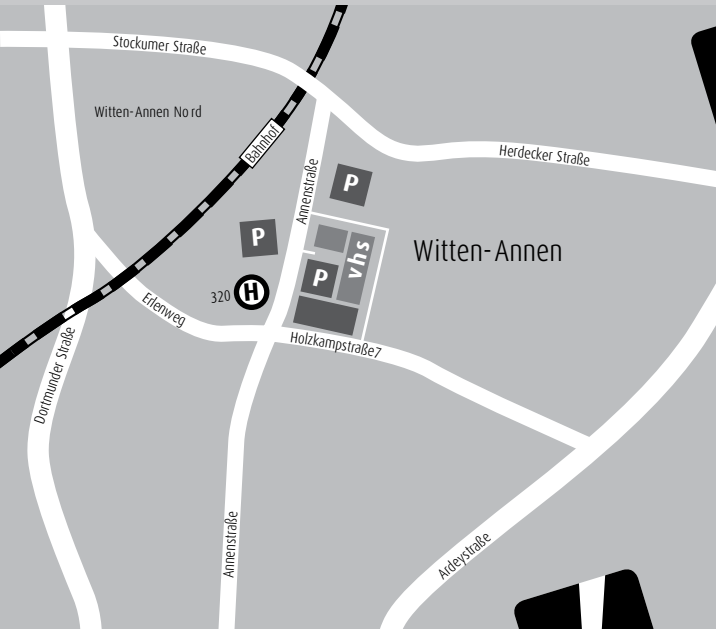 Stockumer Straße
Witten-Annen Nord
Bahnhof
Herdecker Straße
Annenstraße
P
P
Witten-Annen
vhs
P
320 H
Erlenweg
Holzkampstraße7
Dortmunder Straße
Annenstraße
Ardeystraße